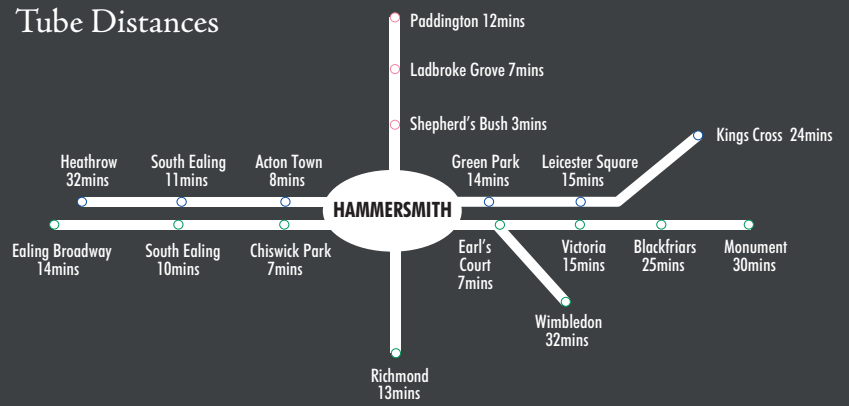 Tube Distances
Paddington 12mins
Ladbroke Grove 7mins
Shepherd's Bush 3mins
Kings Cross 24mins
Heathrow
32mins
South Ealing
11mins
Acton Town
8mins
Green Park
14mins
Leicester Square
15mins
HAMMERSMITH
Ealing Broadway
14mins
South Ealing
10mins
Chiswick Park
7mins
Earl's
Court
7mins
Victoria
15mins
Blackfriars
25mins
Monument
30mins
Wimbledon
32mins
Richmond
13mins